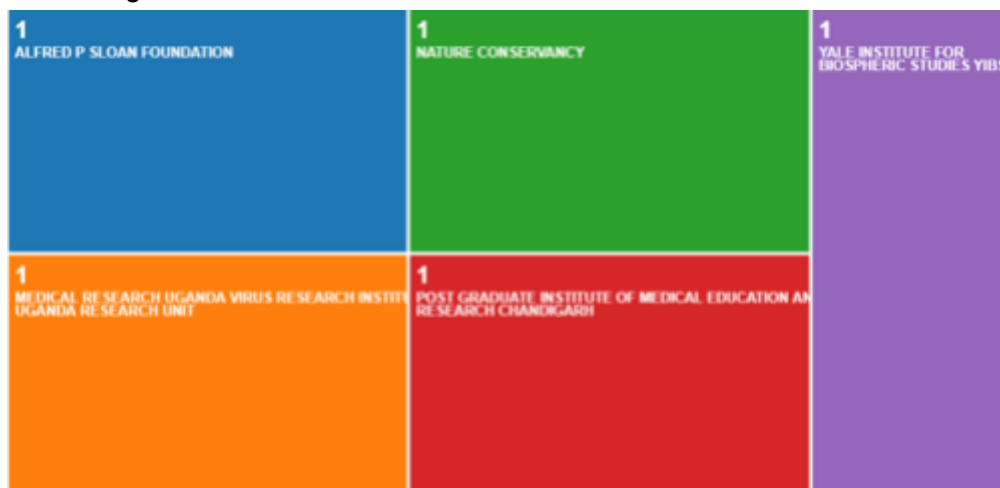 1
ALFRED P SLOAN FOUNDATION
1
NATURE CONSERVANCY
1
YALE INSTITUTE FOR
BIOSPHERIC STUDIES
1
MEDICAL RESEARCH UGANDA VIRUS RESEARCH
UGANDA RESEARCH UNIT
1
POST GRADUATE INSTITUTE OF MEDICAL EDUCATION
RESEARCH CHANDIGARH